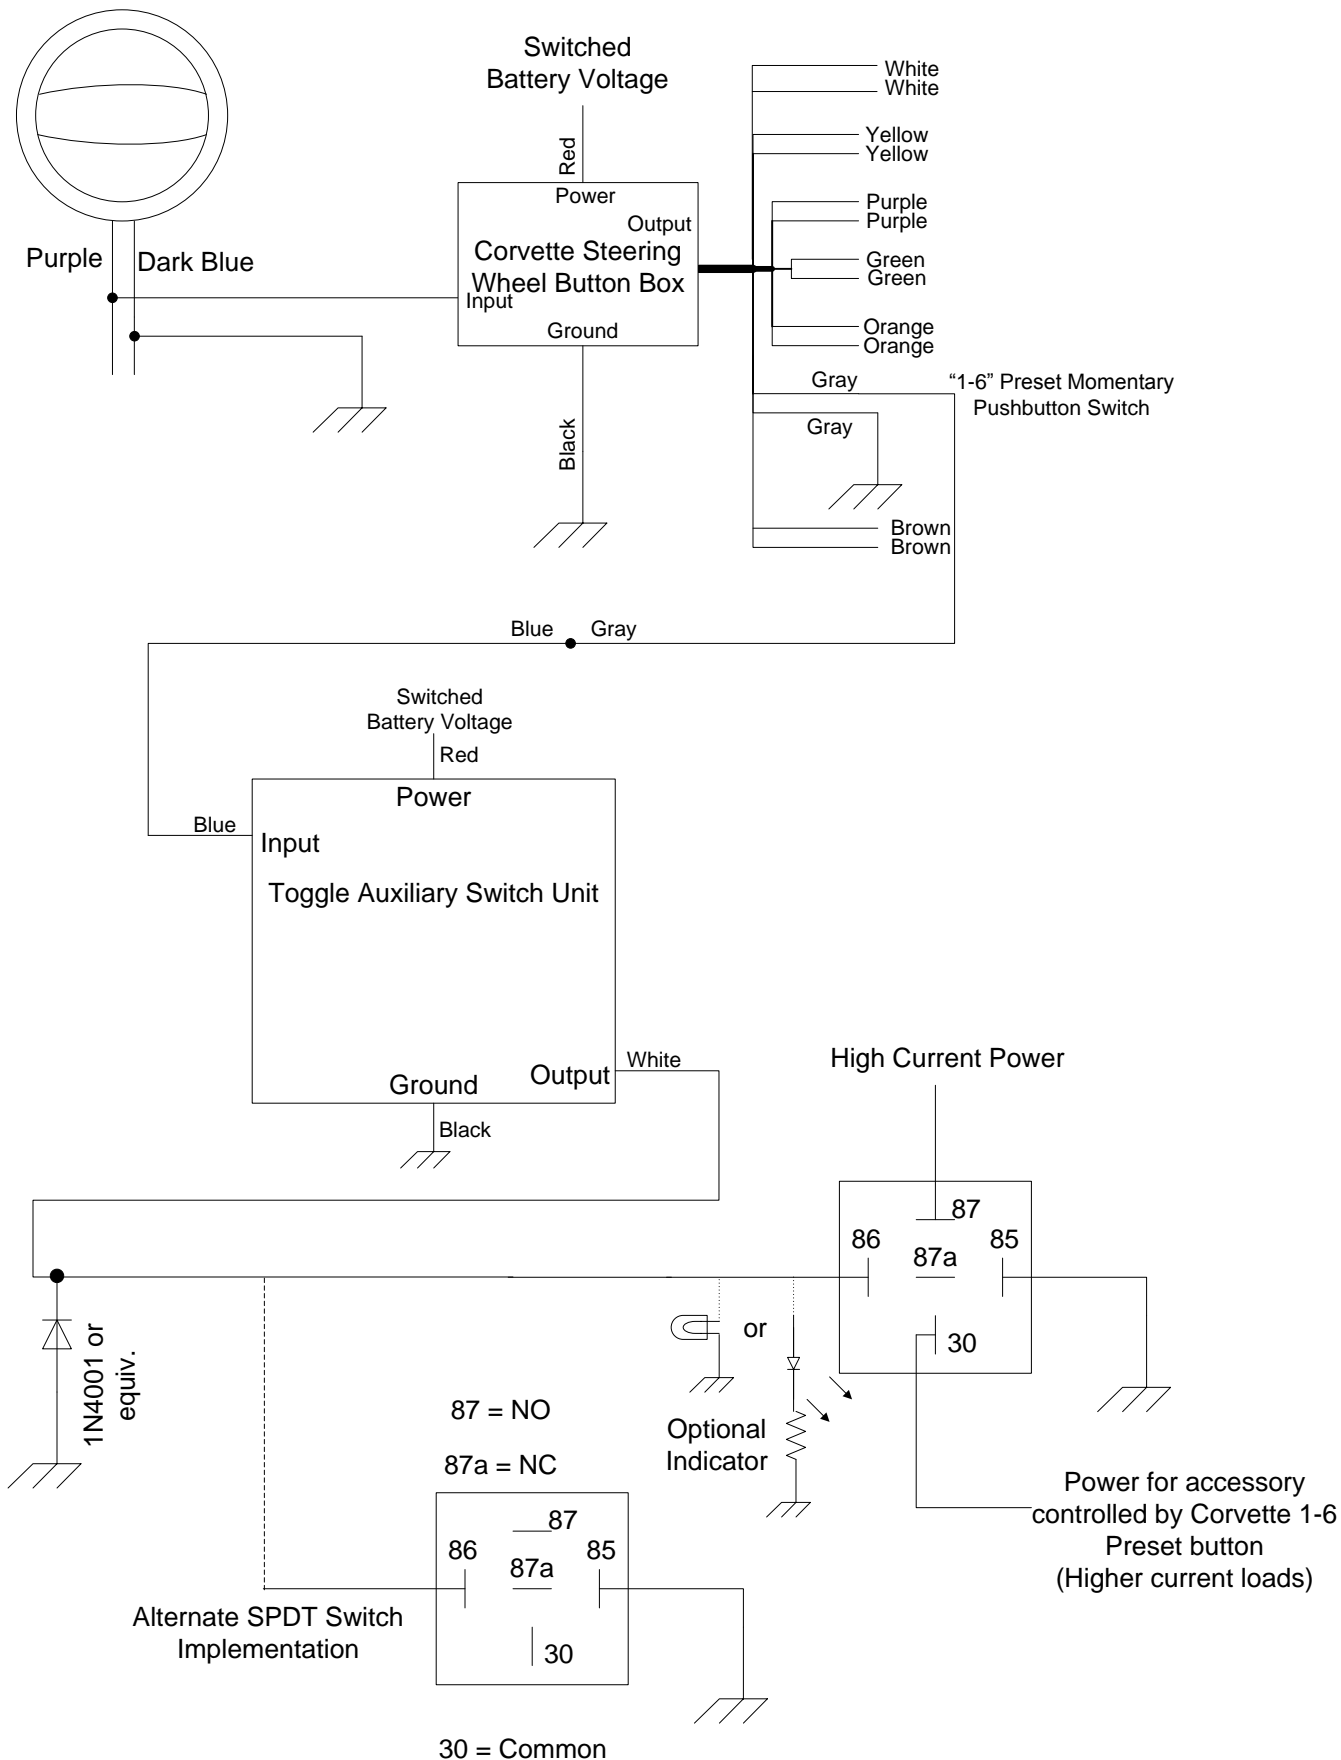 Switched
Battery Voltage
White
White
Red
Yellow
Yellow
Power
Output
Purple
Purple
Purple
Dark Blue
Corvette Steering
Wheel Button Box
Green
Green
Input
Ground
Orange
Orange
Gray
"1-6" Preset Momentary
Pushbutton Switch
Gray
Black
Brown
Brown
Blue
Gray
Switched
Battery Voltage
Red
Power
Blue
Input
Toggle Auxiliary Switch Unit
White
Output
Ground
Black
High Current Power
87
86
87a
85
30
or
1N4001 or
equiv.
Optional
Indicator
87 = NO
87a = NC
Power for accessory
controlled by Corvette 1-6
Preset button
(Higher current loads)
87
86
87a
85
30
Alternate SPDT Switch
Implementation
30 = Common